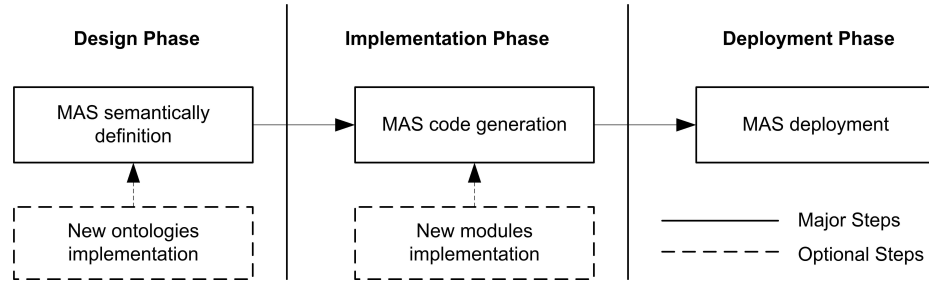 Design Phase
Implementation Phase
Deployment Phase
MAS semantically
definition
MAS code generation
MAS deployment
New ontologies
implementation
New modules
implementation
Major Steps
Optional Steps